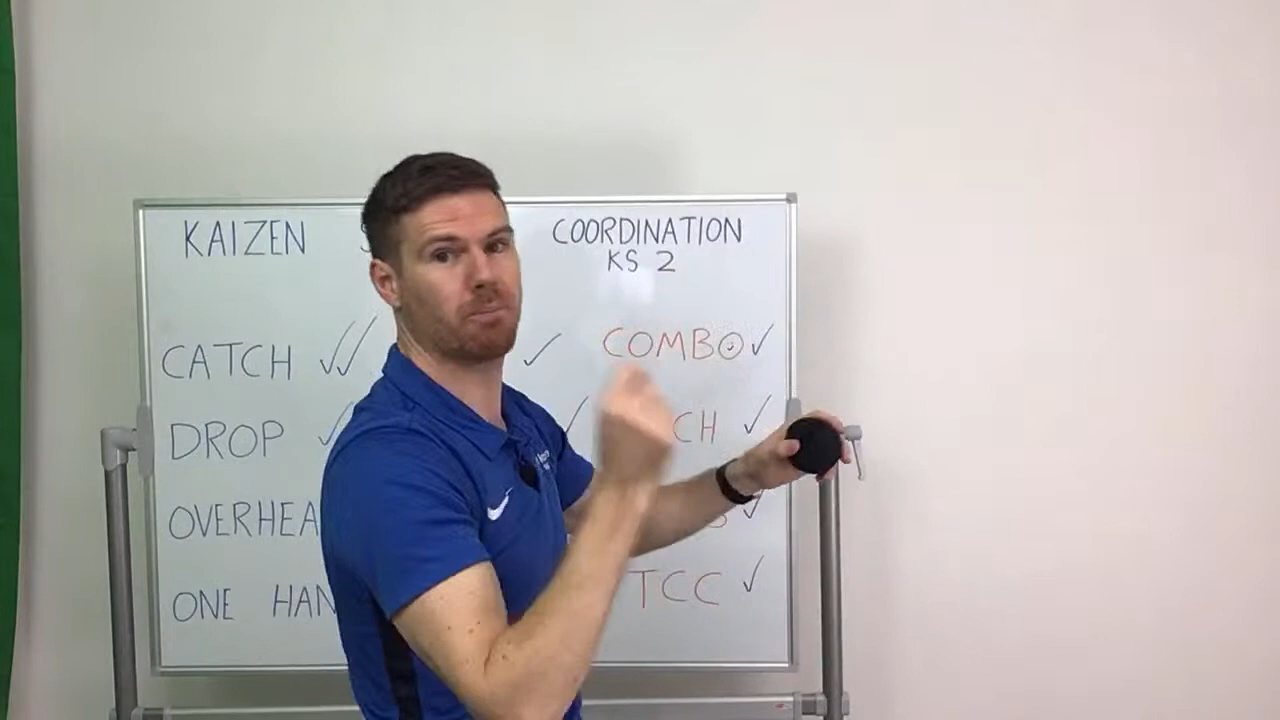 KAIZEN COORDINATION
KS 2
CATCH ✓✓ ✓ COMBO ✓
DROP ✓ ✓ CH ✓
OVERHEA ✓
ONE HAN TCC ✓